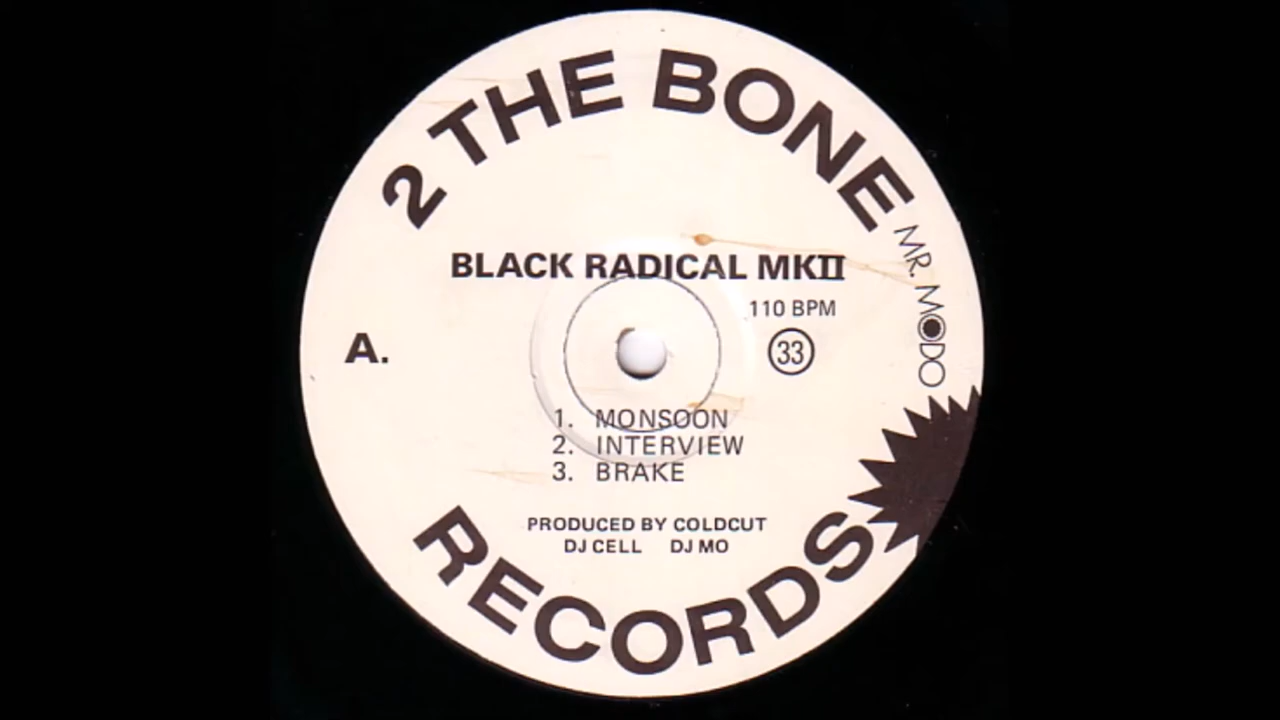 2 THE BONE
MR. MODO
BLACK RADICAL MKII
110 BPM
A.
33
1. MONSOON
2. INTERVIEW
3. BRAKE
PRODUCED BY COLDCUT
DJ CELL DJ MO
RECORDS